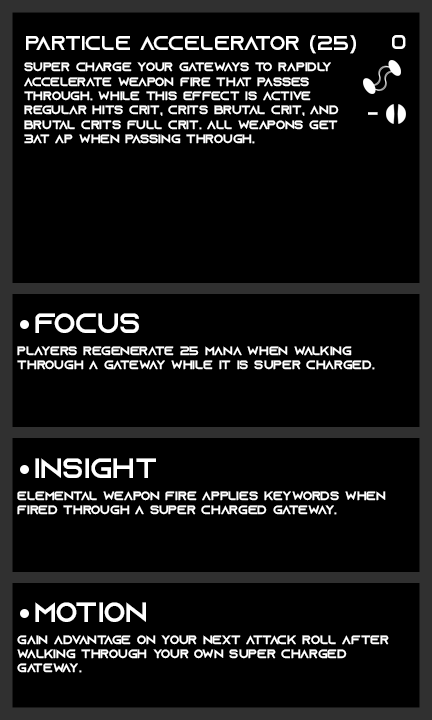 PARTICLE ACCELERATOR (25) 0
SUPER CHARGE YOUR GATEWAYS TO RAPIDLY
ACCELERATE WEAPON FIRE THAT PASSES
THROUGH. WHILE THIS EFFECT IS ACTIVE
REGULAR HITS CRIT, CRITS BRUTAL CRIT, AND
BRUTAL CRITS FULL CRIT. ALL WEAPONS GET
3AT AP WHEN PASSING THROUGH.
•FOCUS
PLAYERS REGENERATE 25 MANA WHEN WALKING
THROUGH A GATEWAY WHILE IT IS SUPER CHARGED.
•INSIGHT
ELEMENTAL WEAPON FIRE APPLIES KEYWORDS WHEN
FIRED THROUGH A SUPER CHARGED GATEWAY.
•MOTION
GAIN ADVANTAGE ON YOUR NEXT ATTACK ROLL AFTER
WALKING THROUGH YOUR OWN SUPER CHARGED
GATEWAY.